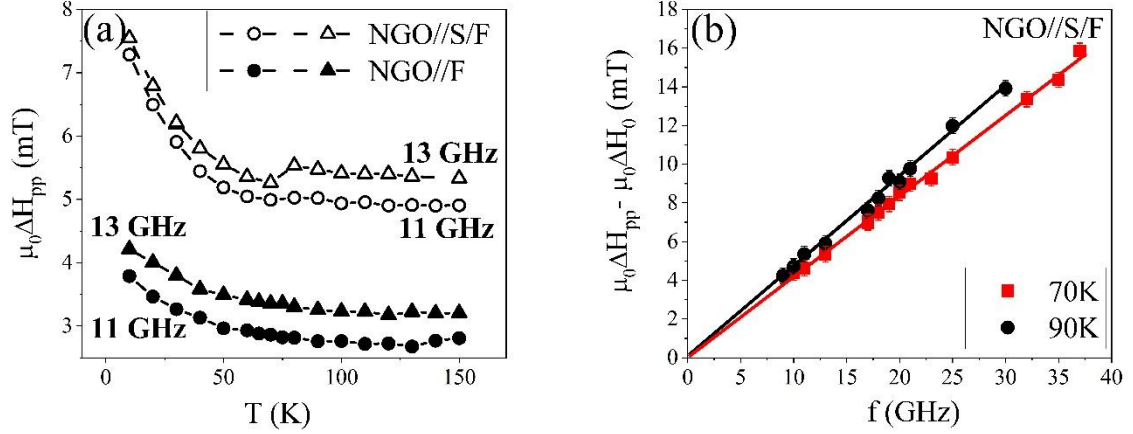 (a)
NGO//S/F
NGO//F
13 GHz
11 GHz
13 GHz
11 GHz
μ₀ΔHₚₚ (mT)
8
7
6
5
4
3
0
50
100
150
T (K)
(b)
NGO//S/F
μ₀ΔHₚₚ- μ₀ΔH₀ (mT)
18
16
14
12
10
8
6
4
2
0
70K
90K
0
5
10
15
20
25
30
35
40
f (GHz)